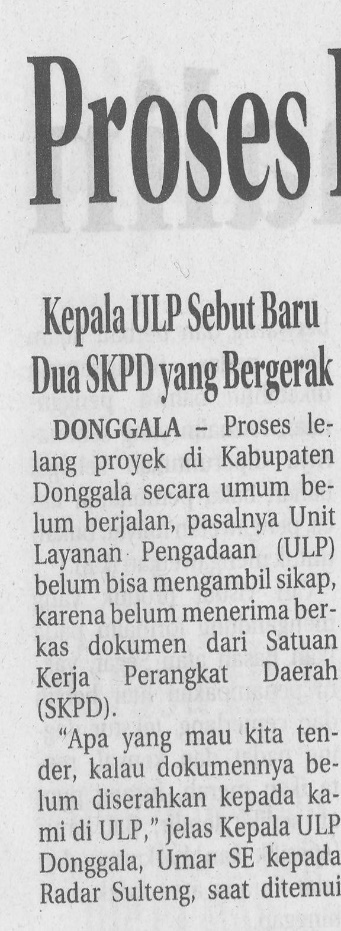 Proses
Kepala ULP Sebut Baru
Dua SKPD yang Bergerak
DONGGALA – Proses le-
lang proyek di Kabupaten
Donggala secara umum be-
lum berjalan, pasalnya Unit
Layanan Pengadaan (ULP)
belum bisa mengambil sikap,
karena belum menerima ber-
kas dokumen dari Satuan
Kerja Perangkat Daerah
(SKPD).
“Apa yang mau kita ten-
der, kalau dokumennya be-
lum diserahkan kepada ka-
mi di ULP,” jelas Kepala ULP
Donggala, Umar SE kepada
Radar Sulteng, saat ditemui